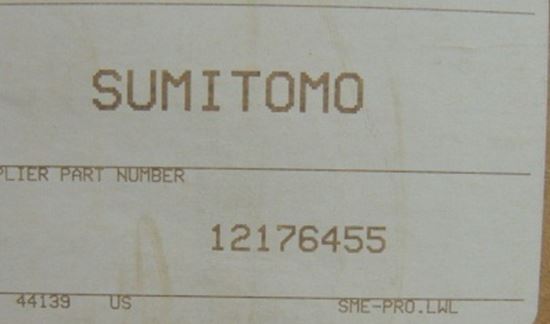 SUMITOMO
PLIER PART NUMBER
12176455
44139 US SME-PRO.LWL